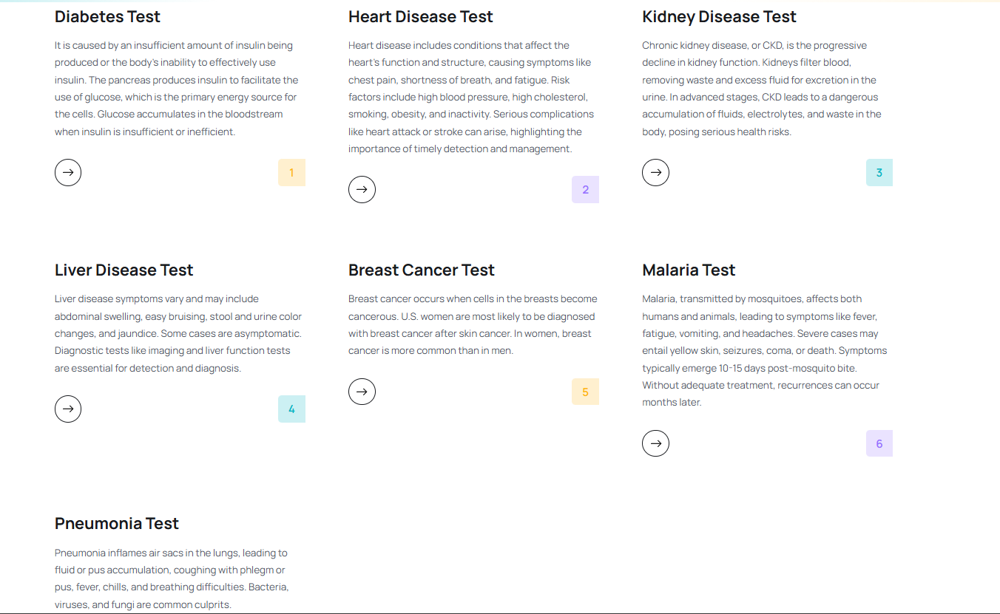 Diabetes Test
It is caused by an insufficient amount of insulin being
produced or the body's inability to effectively use
insulin. The pancreas produces insulin to facilitate the
use of glucose, which is the primary energy source for
the cells. Glucose accumulates in the bloodstream
when insulin is insufficient or inefficient.
1
Heart Disease Test
Heart disease includes conditions that affect the
heart's function and structure, causing symptoms like
chest pain, shortness of breath, and fatigue. Risk
factors include high blood pressure, high cholesterol,
smoking, obesity, and inactivity. Serious complications
like heart attack or stroke can arise, highlighting the
importance of timely detection and management.
2
Kidney Disease Test
Chronic kidney disease, or CKD, is the progressive
decline in kidney function. Kidneys filter blood,
removing waste and excess fluid for excretion in the
urine. In advanced stages, CKD leads to a dangerous
accumulation of fluids, electrolytes, and waste in the
body, posing serious health risks.
3
Liver Disease Test
Liver disease symptoms vary and may include
abdominal swelling, easy bruising, stool and urine color
changes, and jaundice. Some cases are asymptomatic.
Diagnostic tests like imaging and liver function tests
are essential for detection and diagnosis.
4
Breast Cancer Test
Breast cancer occurs when cells in the breasts become
cancerous. U.S. women are most likely to be diagnosed
with breast cancer after skin cancer. In women, breast
cancer is more common than in men.
5
Malaria Test
Malaria, transmitted by mosquitoes, affects both
humans and animals, leading to symptoms like fever,
fatigue, vomiting, and headaches. Severe cases may
entail yellow skin, seizures, coma, or death. Symptoms
typically emerge 10-15 days post-mosquito bite.
Without adequate treatment, recurrences can occur
months later.
6
Pneumonia Test
Pneumonia inflames air sacs in the lungs, leading to
fluid or pus accumulation, coughing with phlegm or
pus, fever, chills, and breathing difficulties. Bacteria,
viruses, and fungi are common culprits.